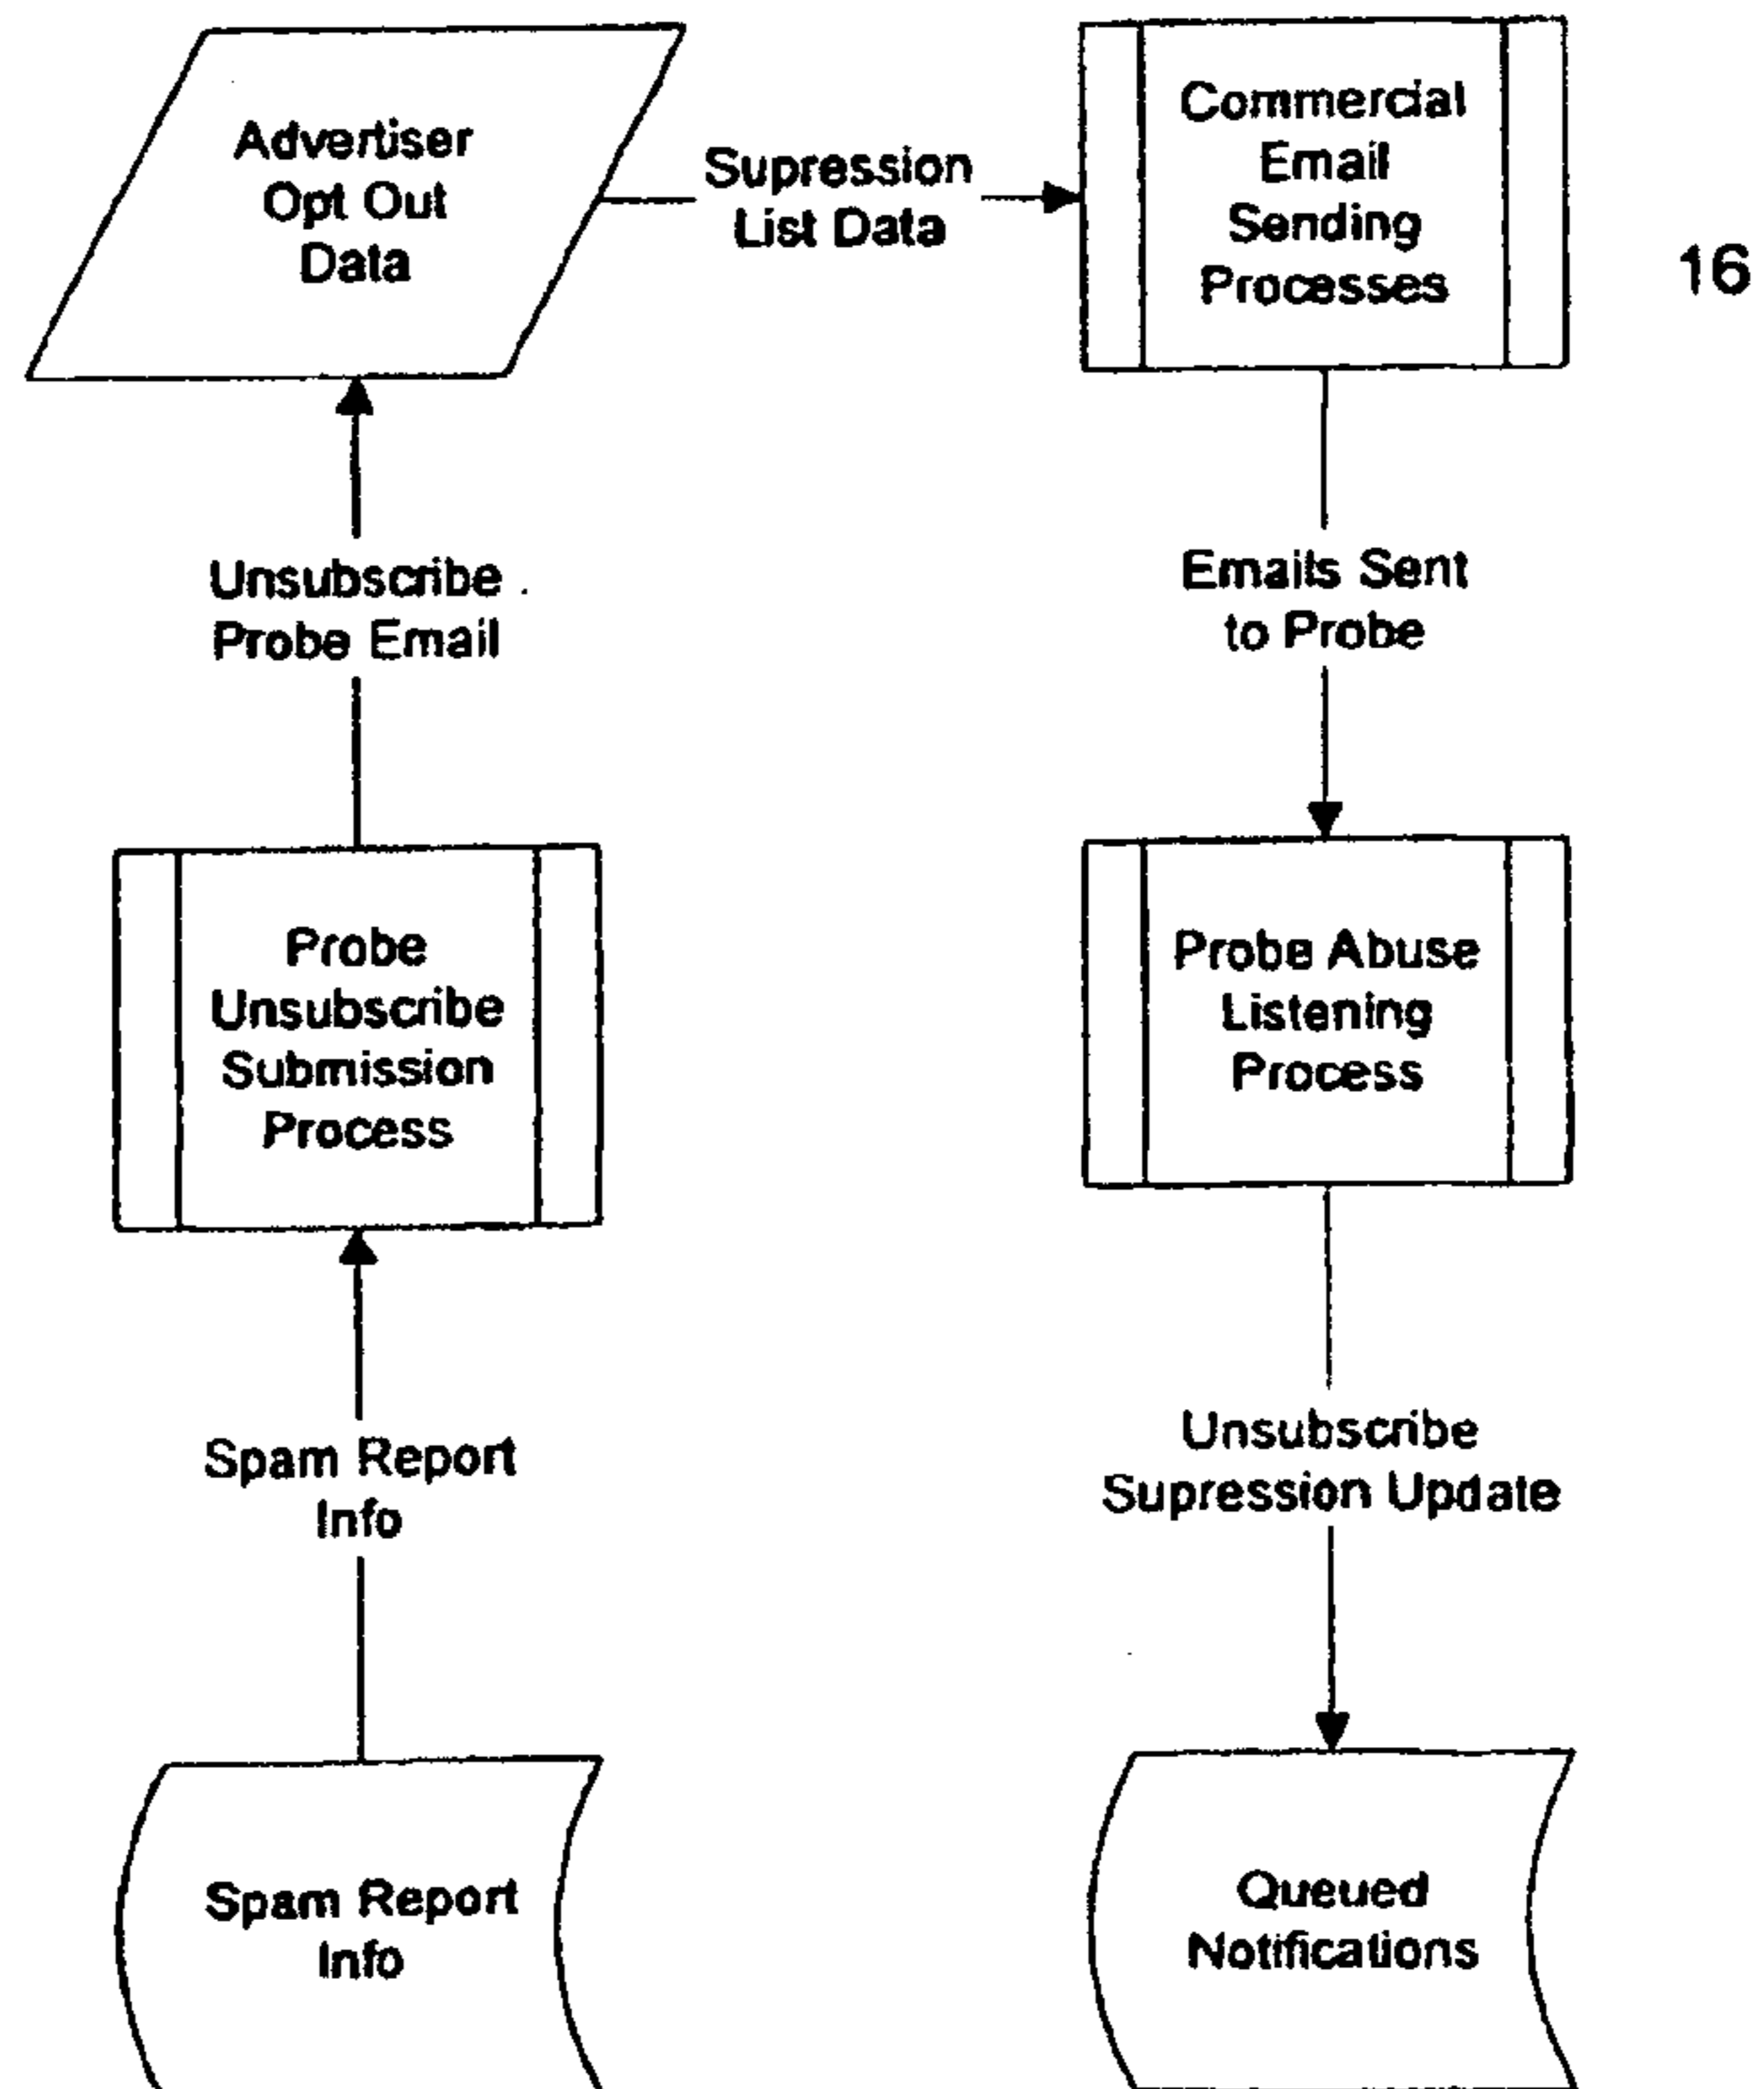 Advertiser
Opt Out
Data
Supression
List Data
Commercial
Email
Sending
Processes
16
Unsubscribe
Probe Email
Emails Sent
to Probe
Probe
Unsubscribe
Submission
Process
Probe Abuse
Listening
Process
Spam Report
Info
Unsubscribe
Supression Update
Spam Report
Info
Queued
Notifications